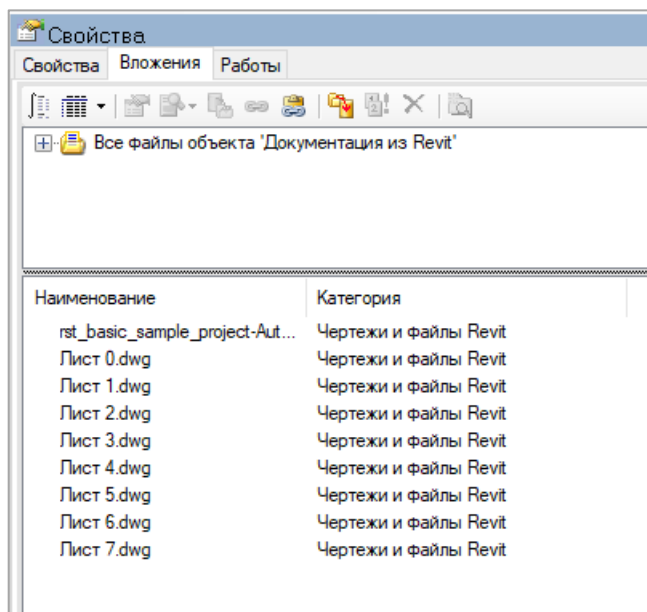 Свойства
Свойства Вложения Работы
Все файлы объекта 'Документация из Revit'
Наименование Категория
rst_basic_sample_project-Aut... Чертежи и файлы Revit
Лист 0.dwg Чертежи и файлы Revit
Лист 1.dwg Чертежи и файлы Revit
Лист 2.dwg Чертежи и файлы Revit
Лист 3.dwg Чертежи и файлы Revit
Лист 4.dwg Чертежи и файлы Revit
Лист 5.dwg Чертежи и файлы Revit
Лист 6.dwg Чертежи и файлы Revit
Лист 7.dwg Чертежи и файлы Revit